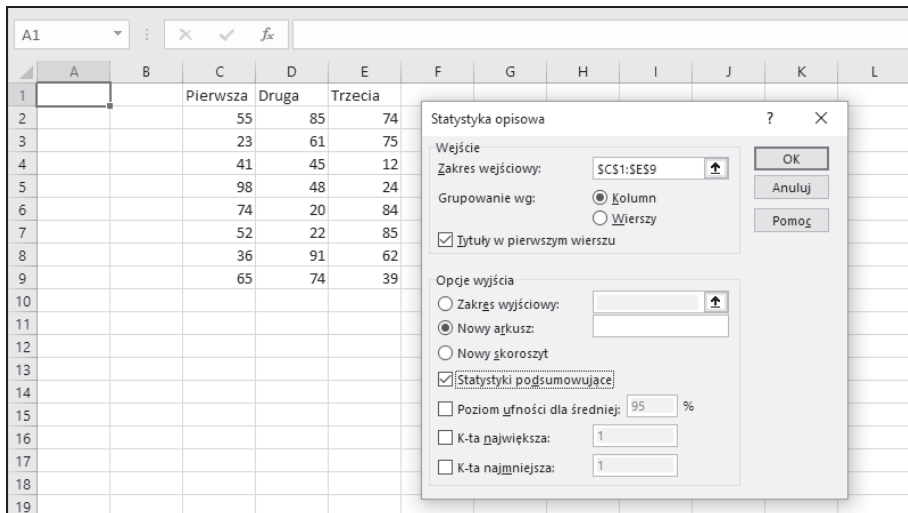 A1 fx
A B C D E F G H I J K L
1 Pierwsza Druga Trzecia
2 55 85 74
3 23 61 75
4 41 45 12
5 98 48 24
6 74 20 84
7 52 22 85
8 36 91 62
9 65 74 39
10
11
12
13
14
15
16
17
18
19
Statystyka opisowa ? ×
Wejście
Zakres wejściowy: $C$1:$E$9
Grupowanie wg: Kolumn
Wierszy
Tytuły w pierwszym wierszu
OK
Anuluj
Pomoc
Opcje wyjścia
Zakres wyjściowy:
Nowy arkusz:
Nowy skoroszyt
Statystyki podsumowujące
Poziom ufności dla średniej: 95 %
K-ta największa: 1
K-ta najmniejsza: 1